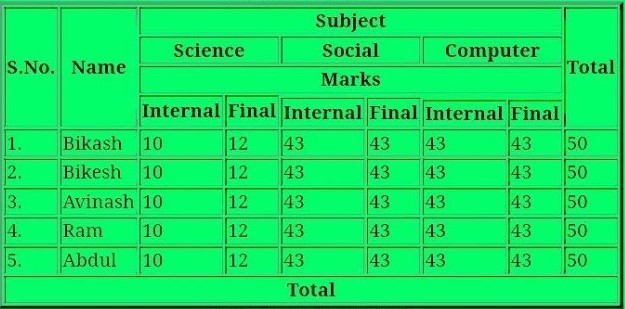 Subject
Science Social Computer
S.No. Name Total
Marks
Internal Final Internal Final Internal Final
1. Bikash 10 12 43 43 43 43 50
2. Bikesh 10 12 43 43 43 43 50
3. Avinash 10 12 43 43 43 43 50
4. Ram 10 12 43 43 43 43 50
5. Abdul 10 12 43 43 43 43 50
Total